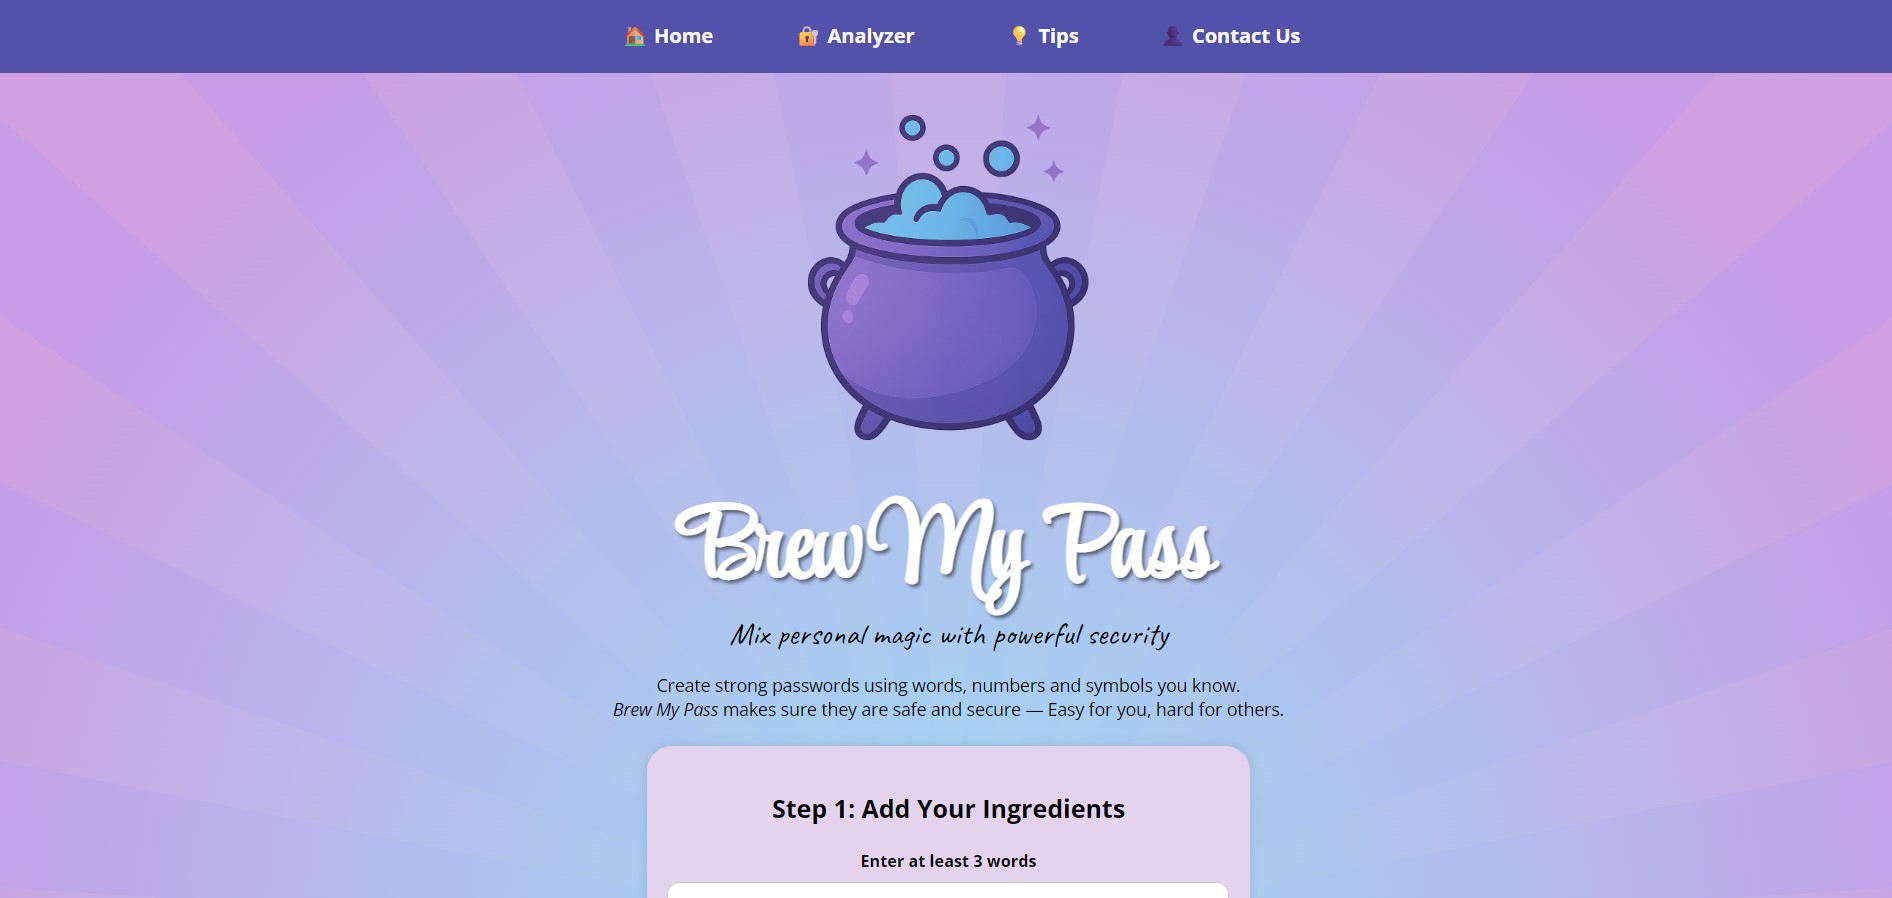 Home Analyzer Tips Contact Us
Brew My Pass
Mix personal magic with powerful security
Create strong passwords using words, numbers and symbols you know.
Brew My Pass makes sure they are safe and secure — Easy for you, hard for others.
Step 1: Add Your Ingredients
Enter at least 3 words